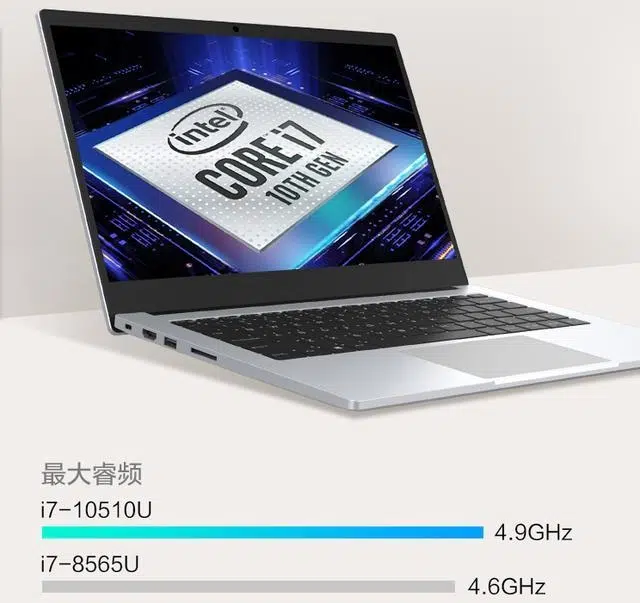 intel
CORE i7
10TH GEN
最大睿频
i7-10510U
4.9GHz
i7-8565U
4.6GHz